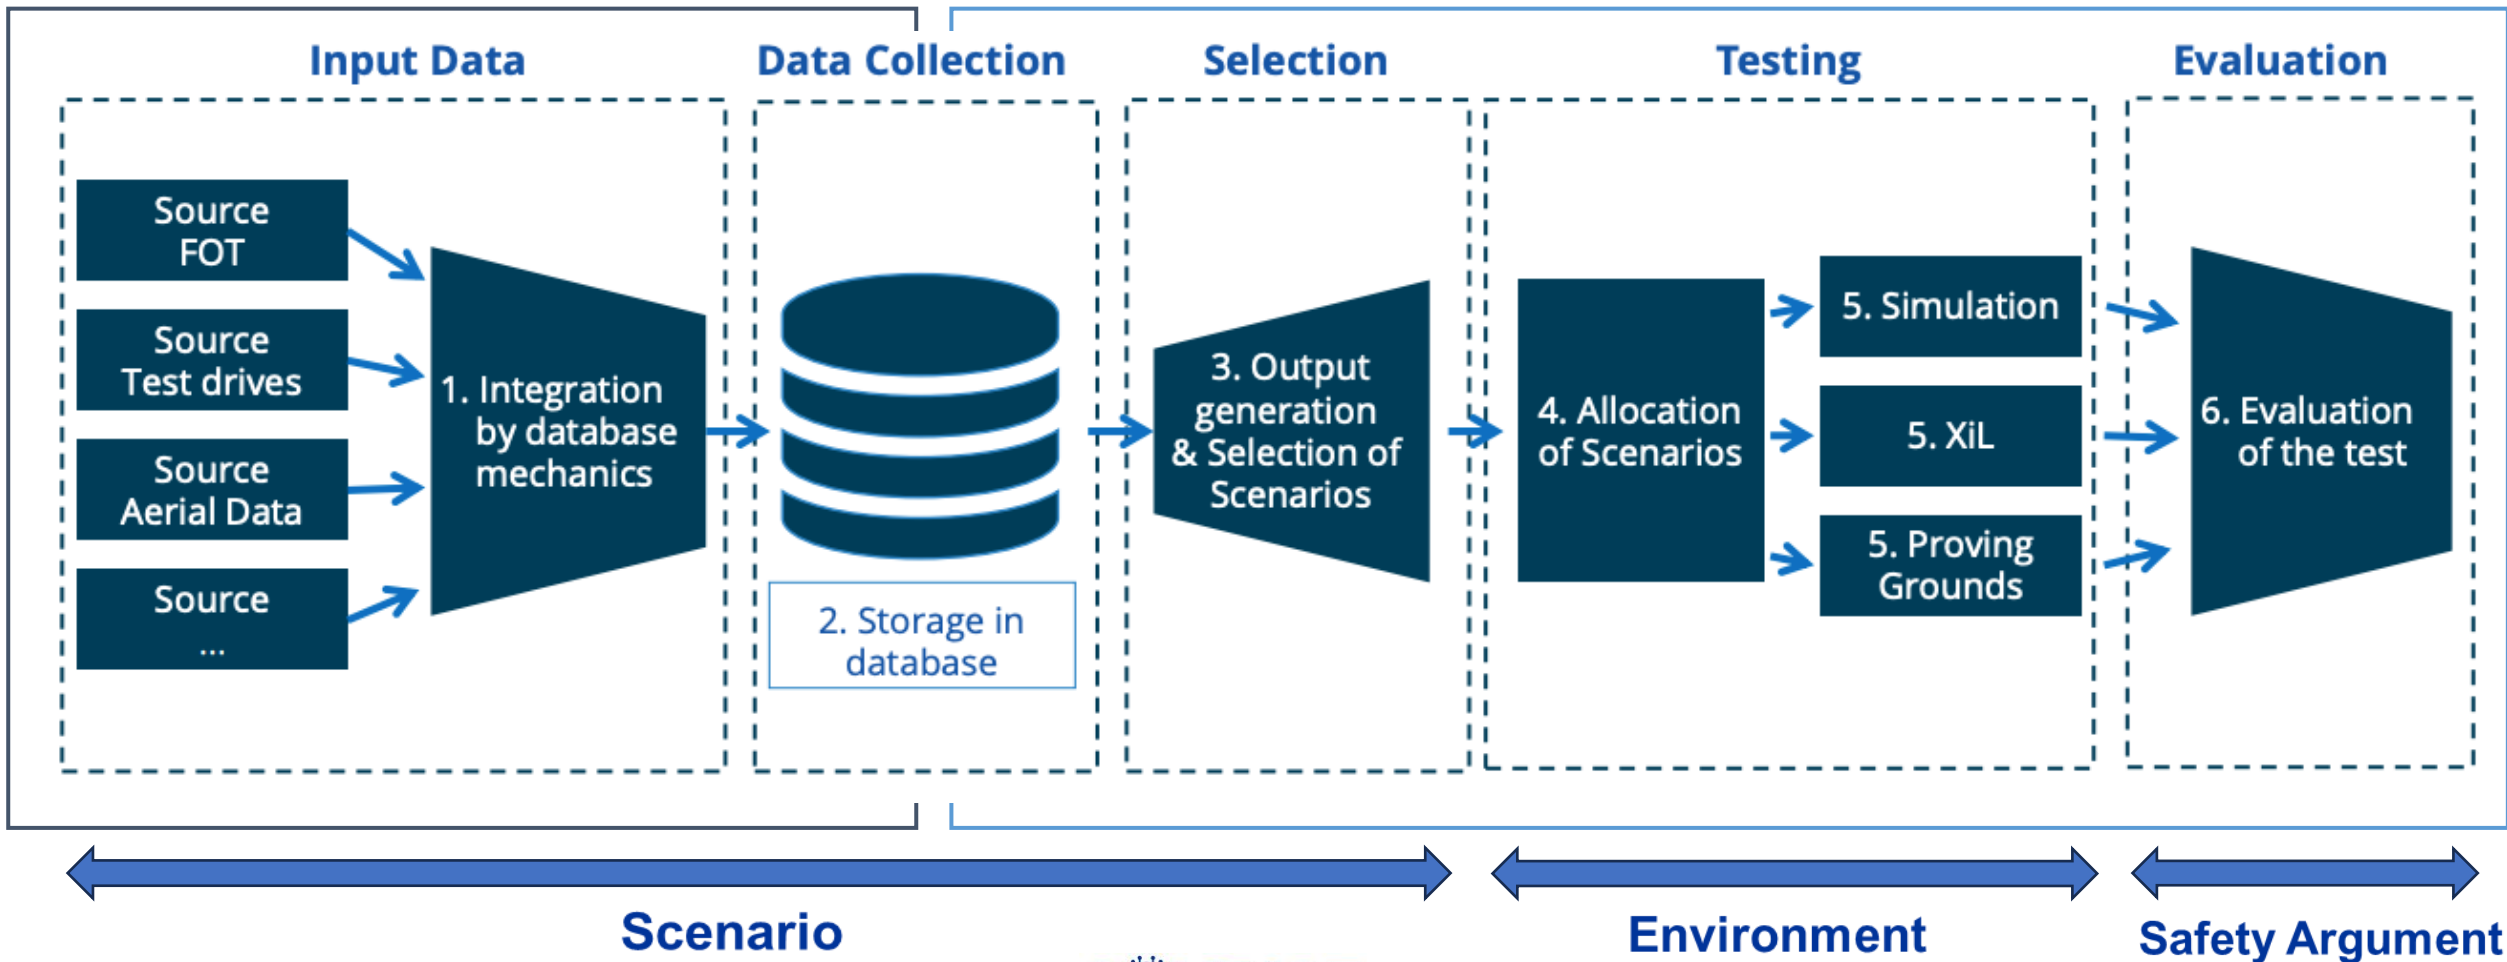 Input Data
Data Collection
Selection
Testing
Evaluation
Source
FOT
Source
Test drives
Source
Aerial Data
Source
...
1. Integration
by database
mechanics
2. Storage in
database
3. Output
generation
& Selection of
Scenarios
4. Allocation
of Scenarios
5. Simulation
5. XiL
5. Proving
Grounds
6. Evaluation
of the test
Scenario
Environment
Safety Argument